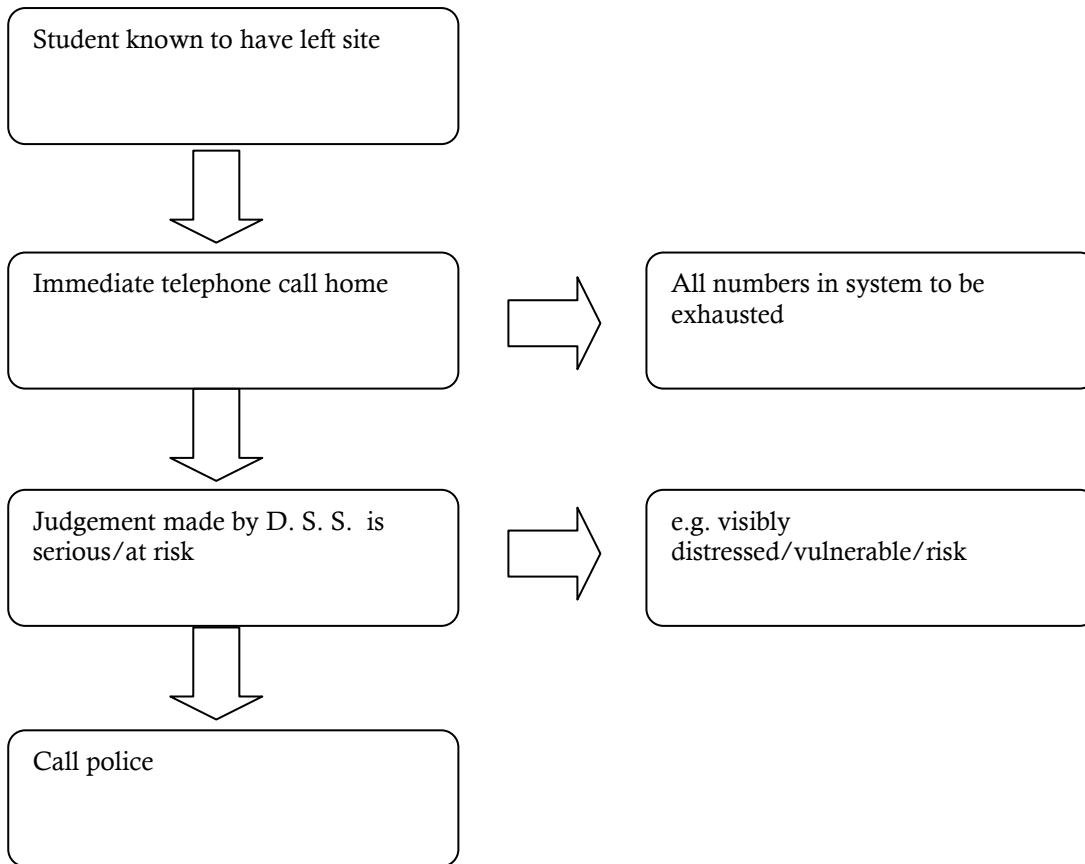 Student known to have left site
Immediate telephone call home
All numbers in system to be
exhausted
Judgement made by D. S. S.  is
serious/at risk
e.g. visibly
distressed/vulnerable/risk
Call police